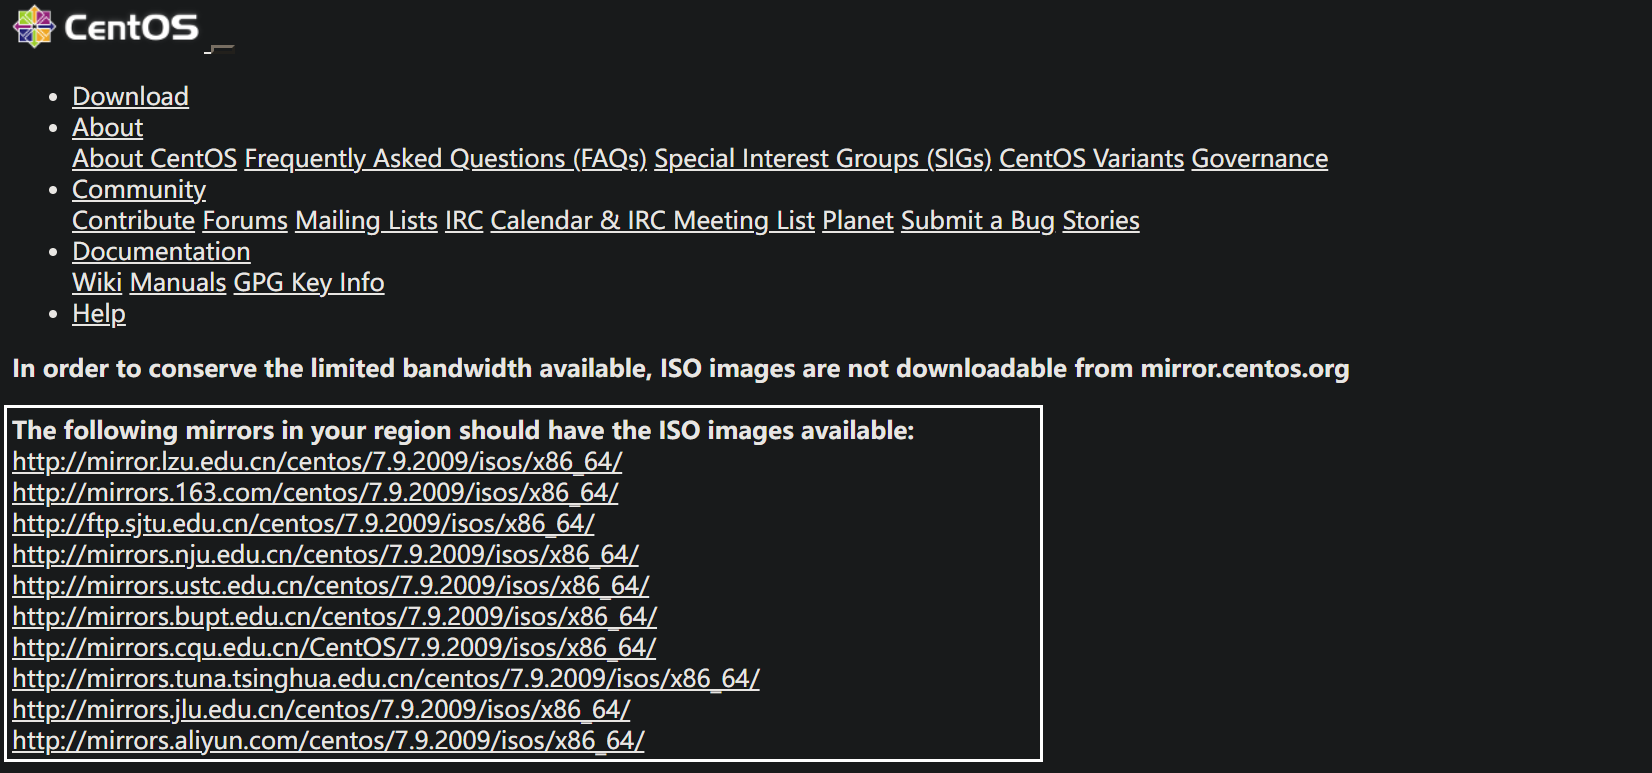 CentOS
Download
About
About CentOS Frequently Asked Questions (FAQs) Special Interest Groups (SIGs) CentOS Variants Governance
Community
Contribute Forums Mailing Lists IRC Calendar & IRC Meeting List Planet Submit a Bug Stories
Documentation
Wiki Manuals GPG Key Info
Help
In order to conserve the limited bandwidth available, ISO images are not downloadable from mirror.centos.org
The following mirrors in your region should have the ISO images available:
http://mirror.lzu.edu.cn/centos/7.9.2009/isos/x86_64/
http://mirrors.163.com/centos/7.9.2009/isos/x86_64/
http://ftp.sjtu.edu.cn/centos/7.9.2009/isos/x86_64/
http://mirrors.nju.edu.cn/centos/7.9.2009/isos/x86_64/
http://mirrors.ustc.edu.cn/centos/7.9.2009/isos/x86_64/
http://mirrors.bupt.edu.cn/centos/7.9.2009/isos/x86_64/
http://mirrors.cqu.edu.cn/CentOS/7.9.2009/isos/x86_64/
http://mirrors.tuna.tsinghua.edu.cn/centos/7.9.2009/isos/x86_64/
http://mirrors.jlu.edu.cn/centos/7.9.2009/isos/x86_64/
http://mirrors.aliyun.com/centos/7.9.2009/isos/x86_64/